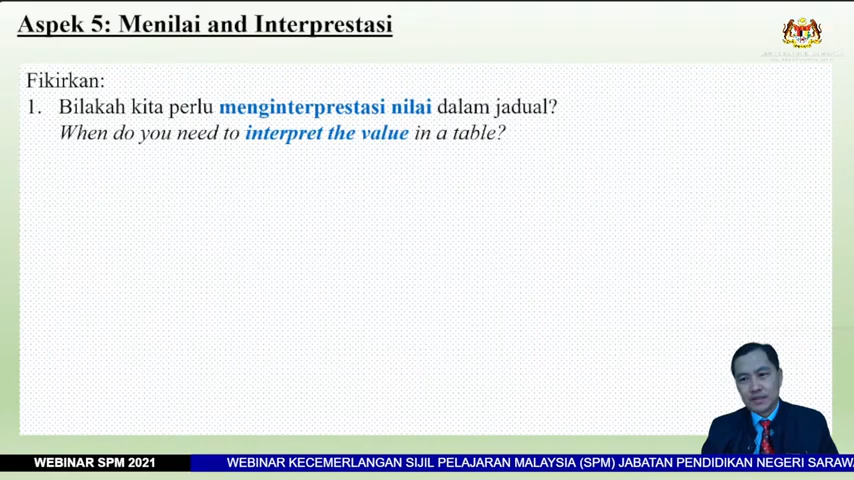 Aspek 5: Menilai and Interprestasi
Fikirkan:
1. Bilakah kita perlu menginterprestasi nilai dalam jadual?
When do you need to interpret the value in a table?
WEBINAR SPM 2021
WEBINAR KECEMERLANGAN SIJIL PELAJARAN MALAYSIA (SPM) JABATAN PENDIDIKAN NEGERI SARAWA